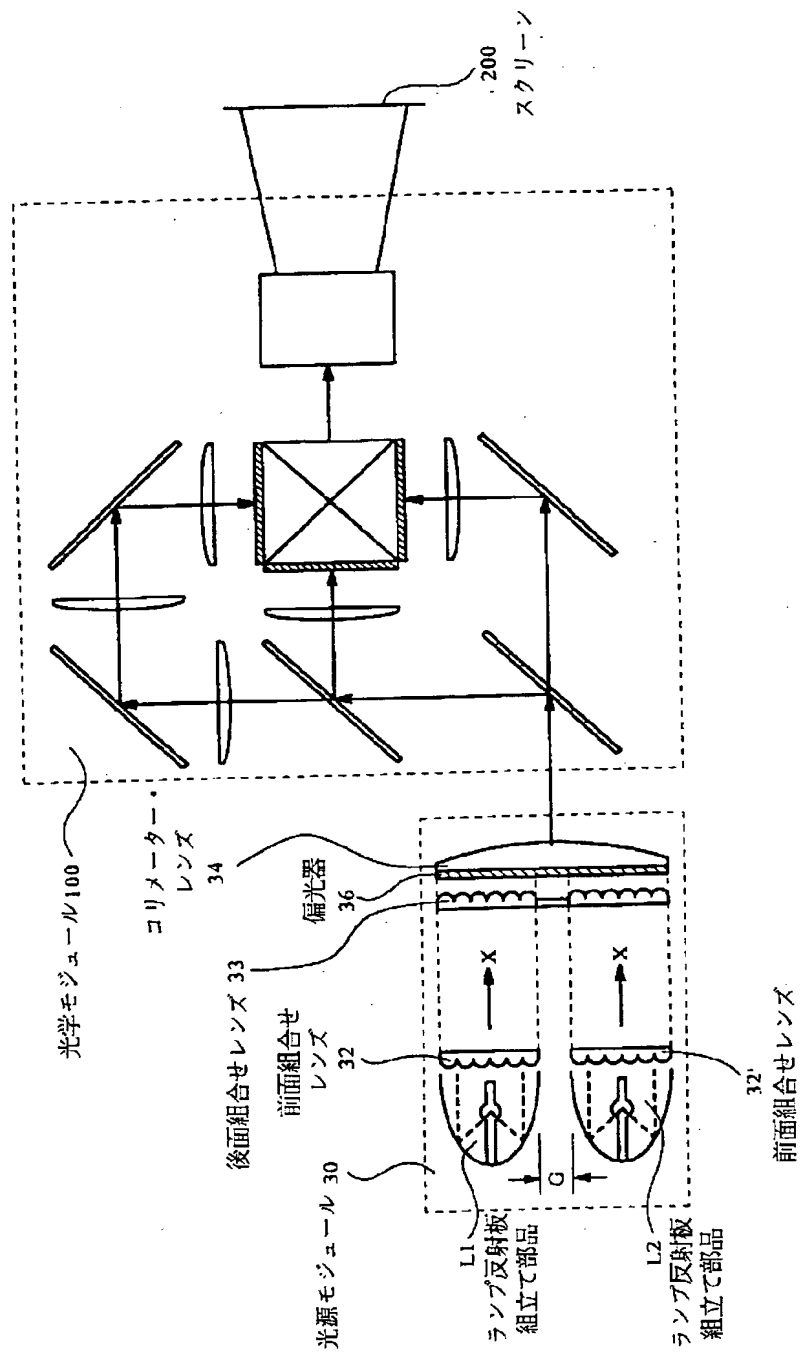 光学モジュール 100
コリメーター・
レンズ
34
偏光器
36
後面組合せレンズ 33
前面組合せ
レンズ
32
光源モジュール 30
L1
ランプ反射板
組立て部品
G
X
X
L2
ランプ反射板
組立て部品
32'
前面組合せレンズ
200
スクリーン